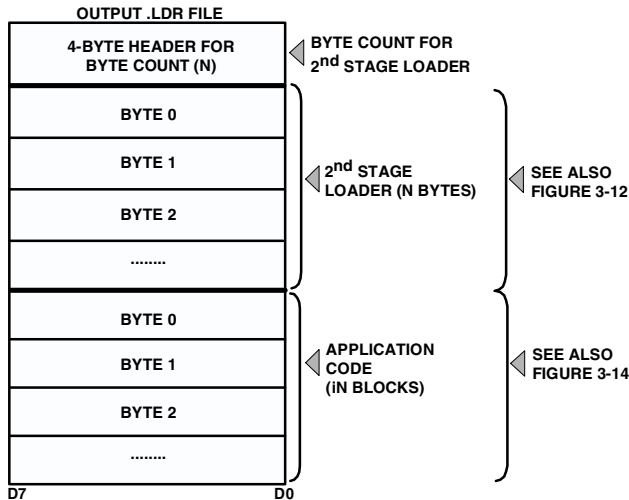 OUTPUT .LDR FILE
4-BYTE HEADER FOR
BYTE COUNT (N)
BYTE COUNT FOR
2nd STAGE LOADER
BYTE 0
BYTE 1
BYTE 2
........
2nd STAGE
LOADER (N BYTES)
SEE ALSO
FIGURE 3-12
BYTE 0
BYTE 1
BYTE 2
........
APPLICATION
CODE
(iN BLOCKS)
SEE ALSO
FIGURE 3-14
D7
D0